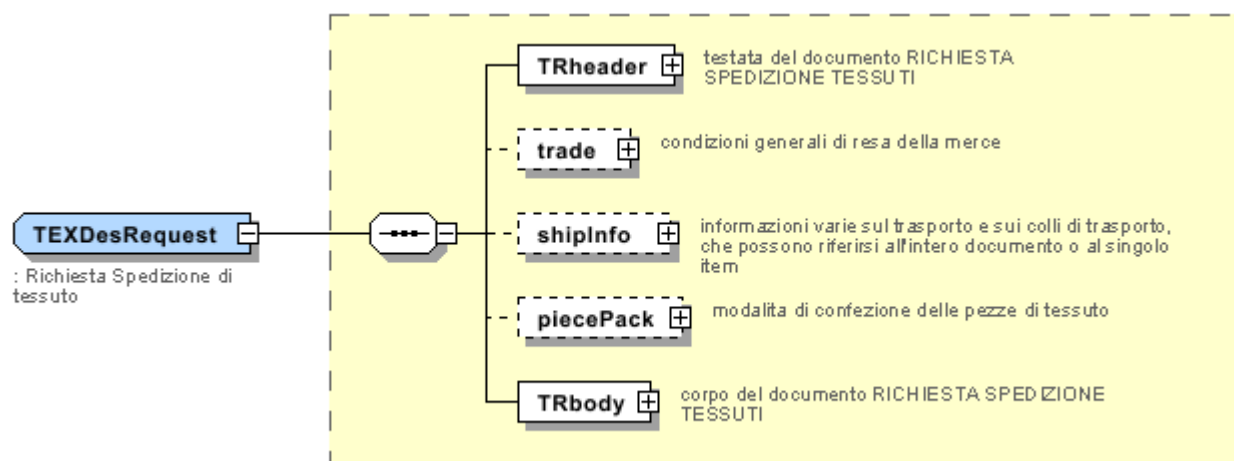 TRheader
testata del documento RICHIESTA
SPEDIZIONE TESSUTI
trade
condizioni generali di resa della merce
TEXDesRequest
: Richiesta Spedizione di
tessuto
shipInfo
informazioni varie sul trasporto e sui colli di trasporto,
che possono riferirsi all'intero documento o al singolo
item
piecePack
modalita di confezione delle pezze di tessuto
TRbody
corpo del documento RICHIESTA SPEDIZIONE
TESSUTI